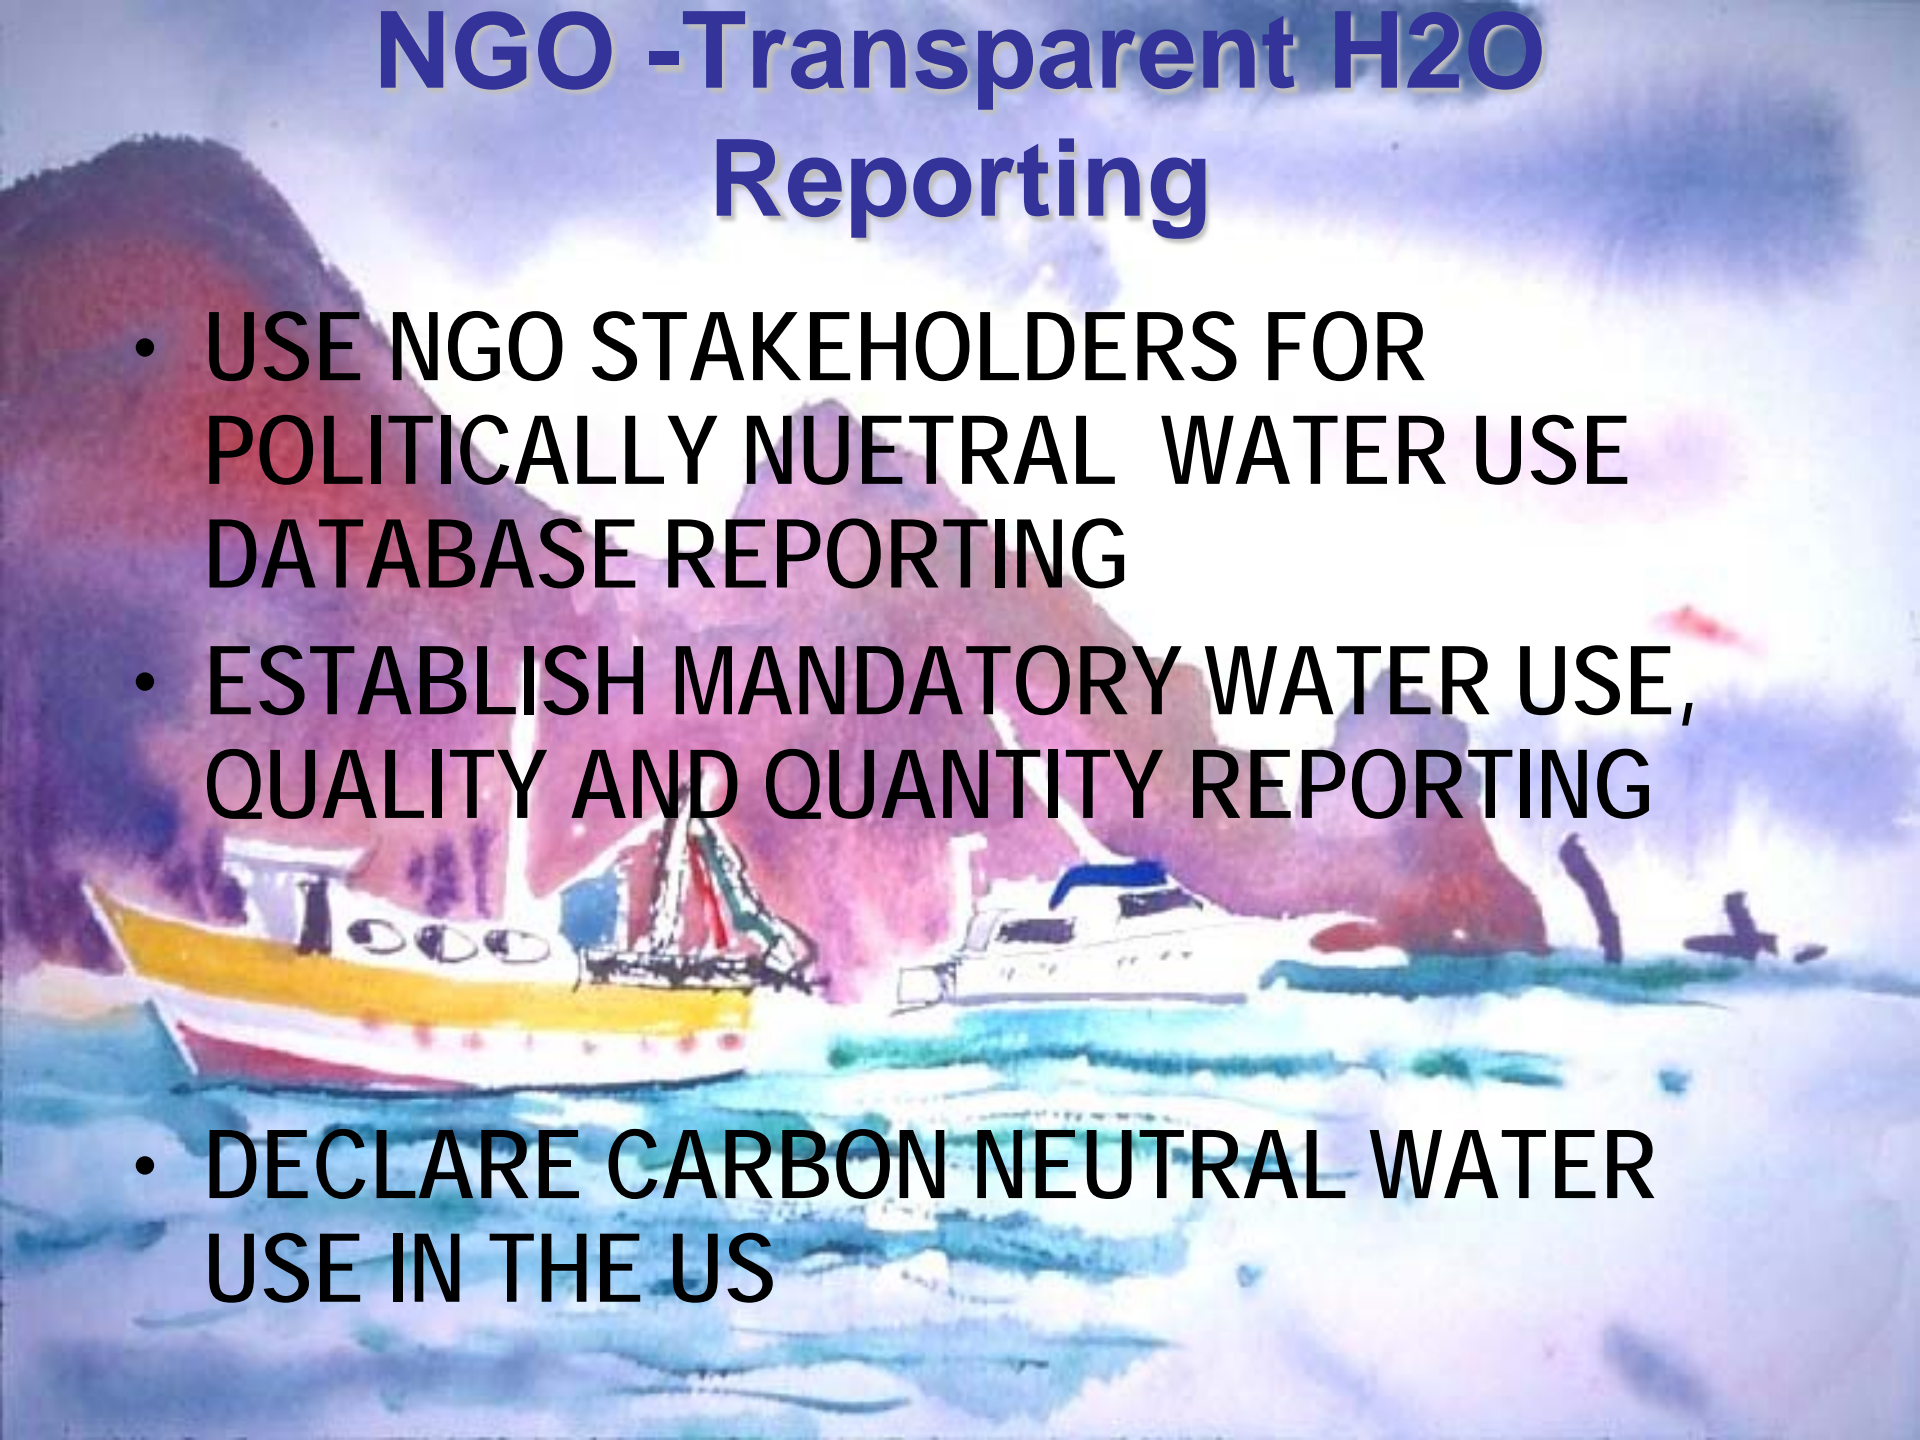 NGO -Transparent H2O
Reporting
• USE NGO STAKEHOLDERS FOR
POLITICALLY NUETRAL  WATER USE
DATABASE REPORTING
• ESTABLISH MANDATORY WATER USE,
QUALITY AND QUANTITY REPORTING
• DECLARE CARBON NEUTRAL WATER
USE IN THE US